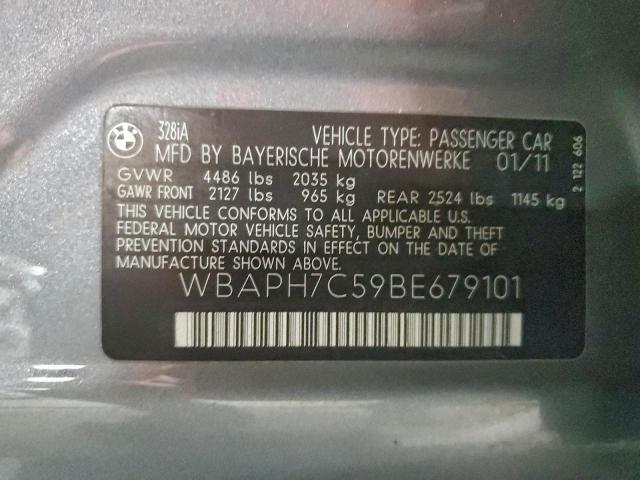 BMW
328iA VEHICLE TYPE: PASSENGER CAR
MFD BY BAYERISCHE MOTORENWERKE 01/11
GVWR 4486 lbs 2035 kg
GAWR FRONT 2127 lbs 965 kg REAR 2524 lbs 1145 kg
THIS VEHICLE CONFORMS TO ALL APPLICABLE U.S.
FEDERAL MOTOR VEHICLE SAFETY, BUMPER AND THEFT
PREVENTION STANDARDS IN EFFECT ON THE DATE OF
MANUFACTURE SHOWN ABOVE.
WBAPH7C59BE679101
2 122 606